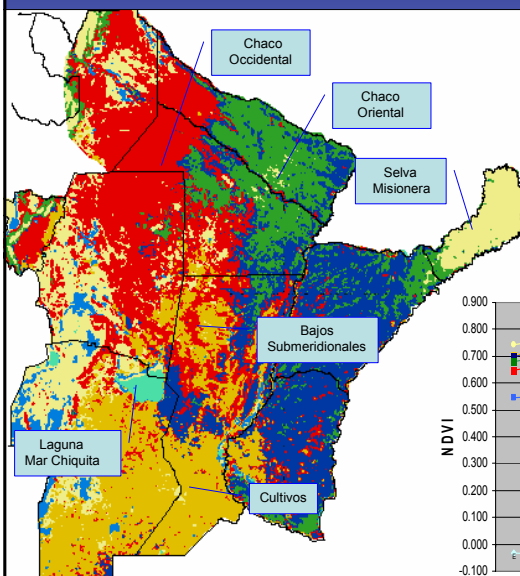 Chaco
Occidental
Chaco
Oriental
Selva
Misionera
Bajos
Submeridionales
Laguna
Mar Chiquita
Cultivos
NDVI
0.900
0.800
0.700
0.600
0.500
0.400
0.300
0.200
0.100
0.000
-0.100
E